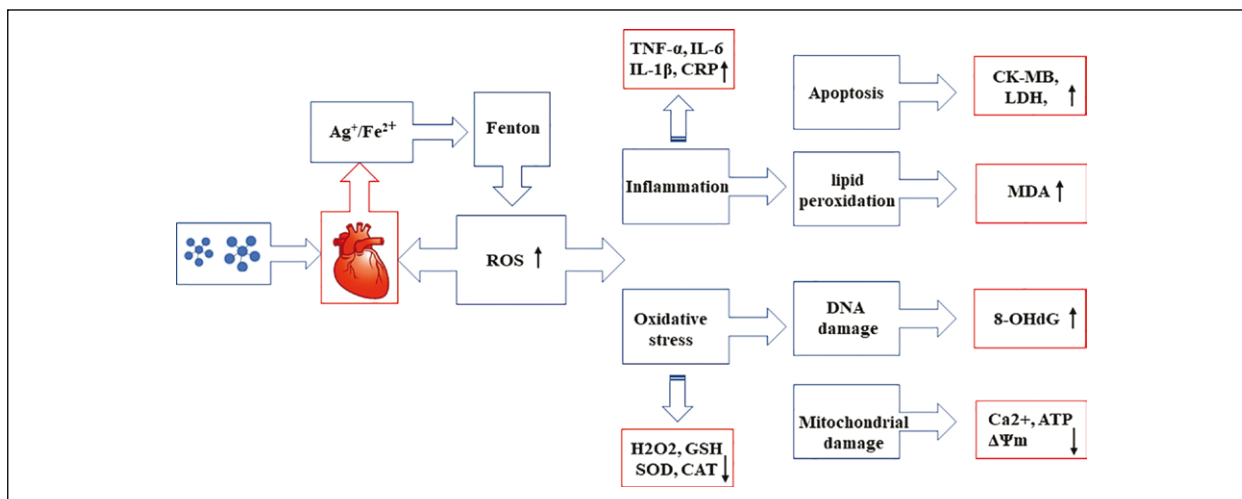 TNF-α, IL-6
IL-1β, CRP ↑
Apoptosis
CK-MB,
LDH, ↑
Ag⁺/Fe²⁺
Fenton
Inflammation
lipid
peroxidation
MDA ↑
ROS ↑
Oxidative
stress
DNA
damage
8-OHdG ↑
H2O2, GSH
SOD, CAT ↓
Mitochondrial
damage
Ca2+, ATP
ΔΨm ↓